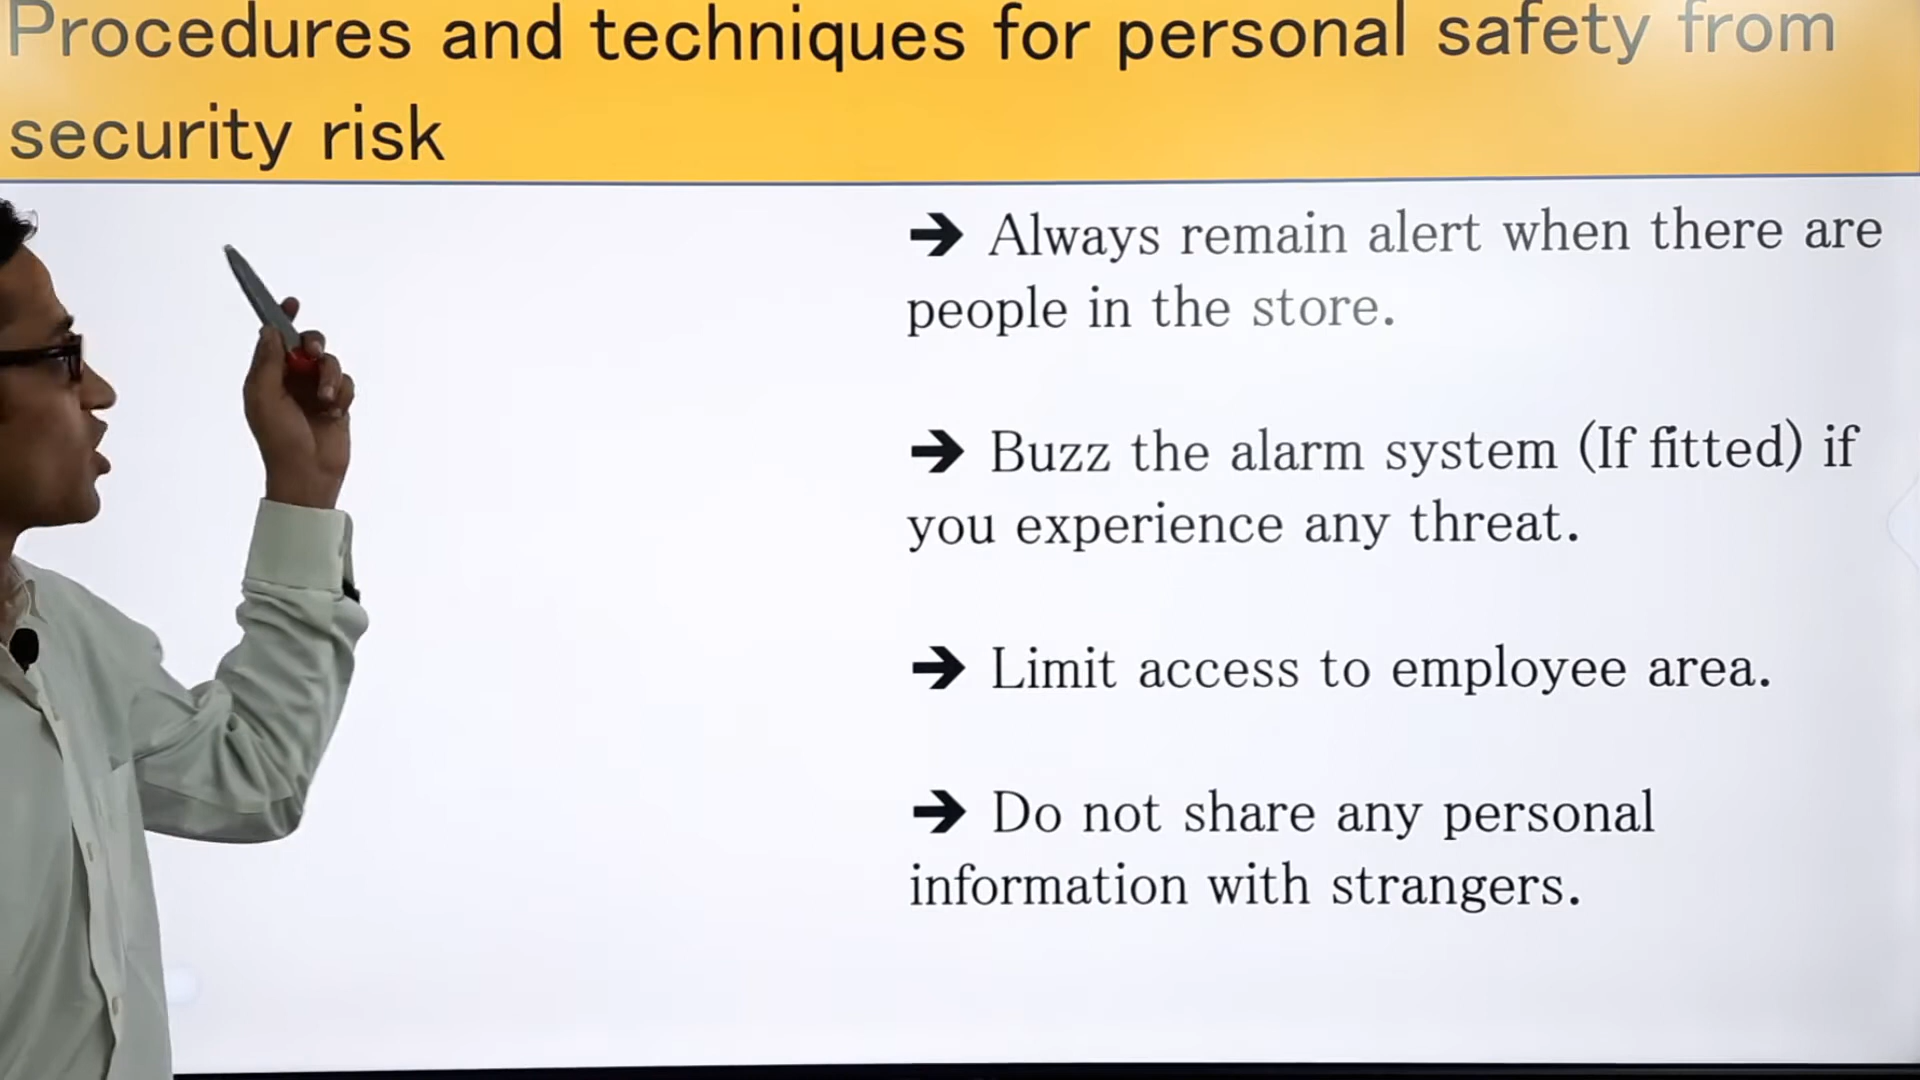 Procedures and techniques for personal safety from
security risk
➔ Always remain alert when there are
people in the store.
➔ Buzz the alarm system (If fitted) if
you experience any threat.
➔ Limit access to employee area.
➔ Do not share any personal
information with strangers.